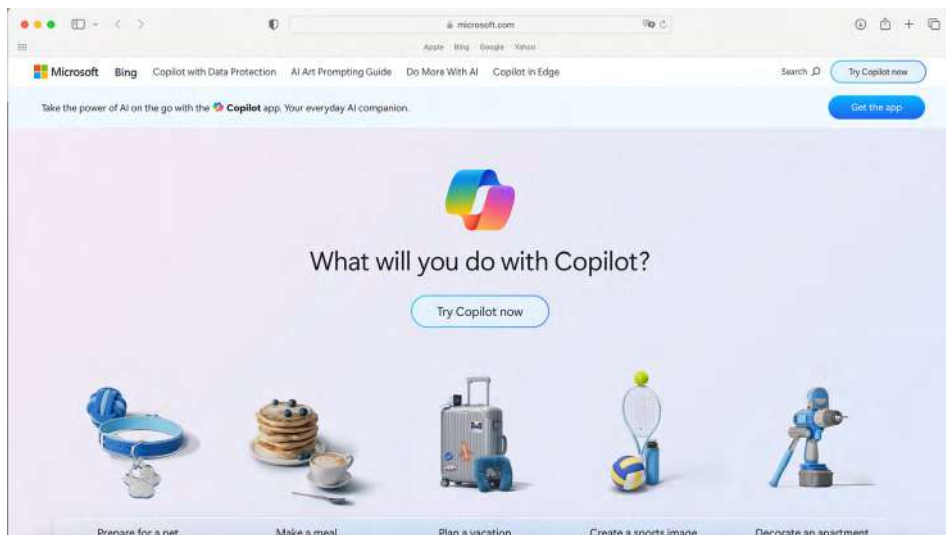 microsoft.com
Apple Bing Google Yahoo
Microsoft Bing Copilot with Data Protection AI Art Prompting Guide Do More With AI Copilot in Edge Search Try Copilot now
Take the power of AI on the go with the Copilot app. Your everyday AI companion. Get the app
What will you do with Copilot?
Try Copilot now
Prepare for a pet Make a meal Plan a vacation Create a sports image Decorate an apartment